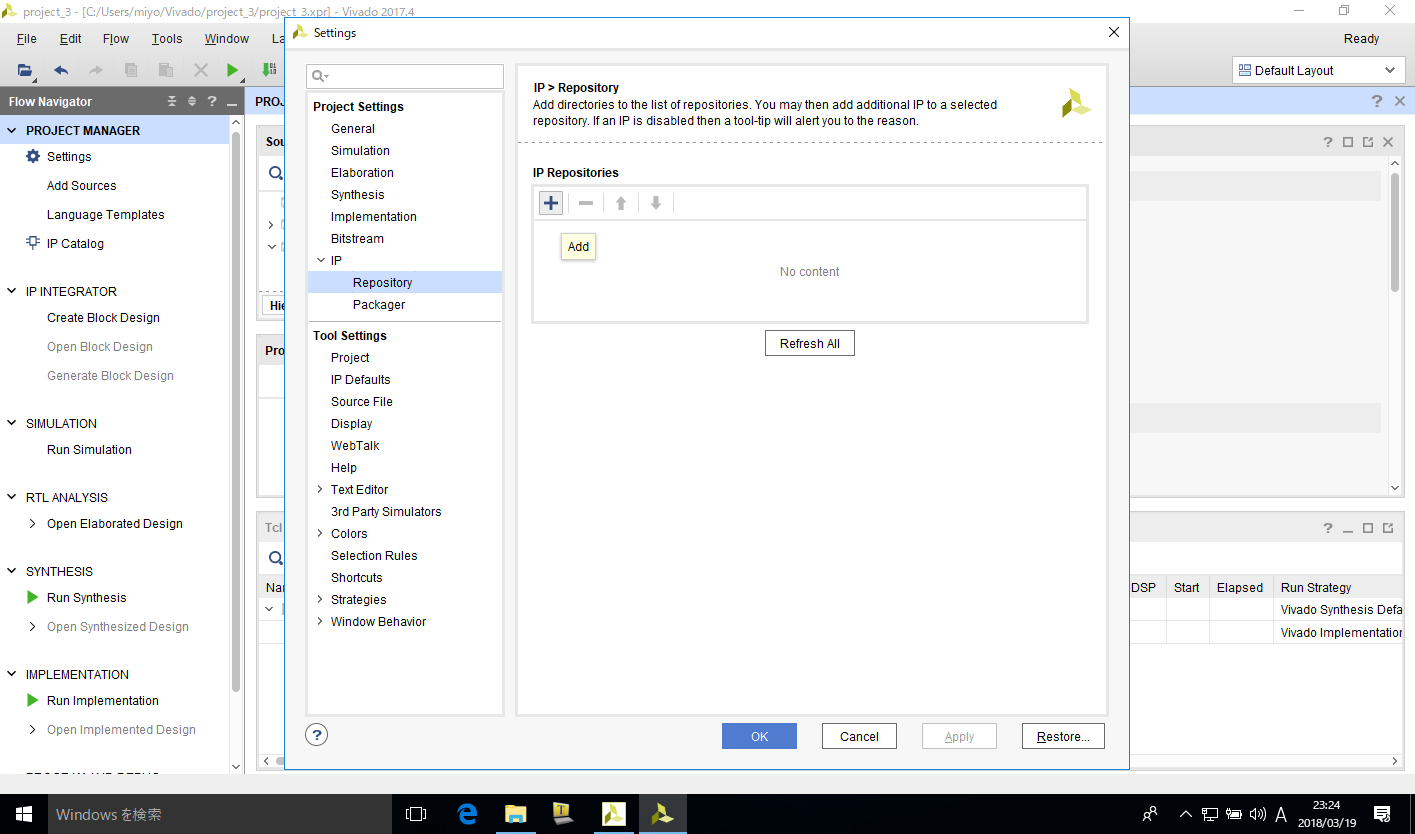 project_3 - [C:/Users/miyo/Vivado/project_3/project_3.xpr] - Vivado 2017.4
File Edit Flow Tools Window
Ready
Default Layout
Flow Navigator
PROJECT MANAGER
Settings
Add Sources
Language Templates
IP Catalog
IP INTEGRATOR
Create Block Design
Open Block Design
Generate Block Design
SIMULATION
Run Simulation
RTL ANALYSIS
Open Elaborated Design
SYNTHESIS
Run Synthesis
Open Synthesized Design
IMPLEMENTATION
Run Implementation
Open Implemented Design
Settings
Project Settings
General
Simulation
Elaboration
Synthesis
Implementation
Bitstream
IP
Repository
Packager
Tool Settings
Project
IP Defaults
Source File
Display
WebTalk
Help
Text Editor
3rd Party Simulators
Colors
Selection Rules
Shortcuts
Strategies
Window Behavior
IP > Repository
Add directories to the list of repositories. You may then add additional IP to a selected
repository. If an IP is disabled then a tool-tip will alert you to the reason.
IP Repositories
Add
No content
Refresh All
OK
Cancel
Apply
Restore...
Tcl
DSP Start Elapsed Run Strategy
Vivado Synthesis Defa
Vivado Implementation
Windows を検索
A
23:24
2018/03/19